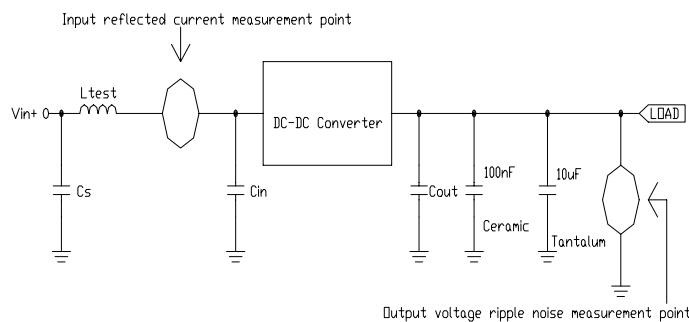 Input reflected current measurement point
Ltest
Vin+
DC-DC Converter
LOAD
Cs
Cin
Cout
100nF
10uF
Ceramic
Tantalum
Output voltage ripple noise measurement point